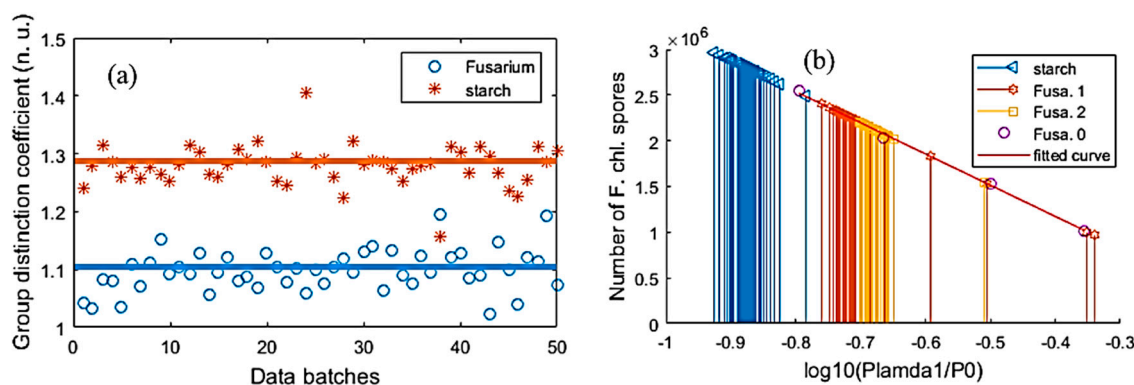 (a)
Group distinction coefficient (n. u.)
1.5
1.4
1.3
1.2
1.1
1
0
10
20
30
40
50
Data batches
Fusarium
starch
(b)
Number of F. chl. spores
× 10⁶
3
2.5
2
1.5
1
0.5
0
-1
-0.9
-0.8
-0.7
-0.6
-0.5
-0.4
-0.3
log10(Plamda1/P0)
starch
Fusa. 1
Fusa. 2
Fusa. 0
fitted curve